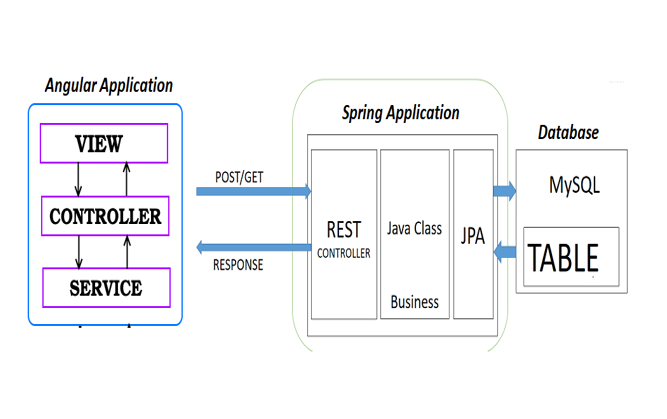 Angular Application
VIEW
CONTROLLER
SERVICE
POST/GET
RESPONSE
Spring Application
REST
CONTROLLER
Java Class
Business
JPA
Database
MySQL
TABLE